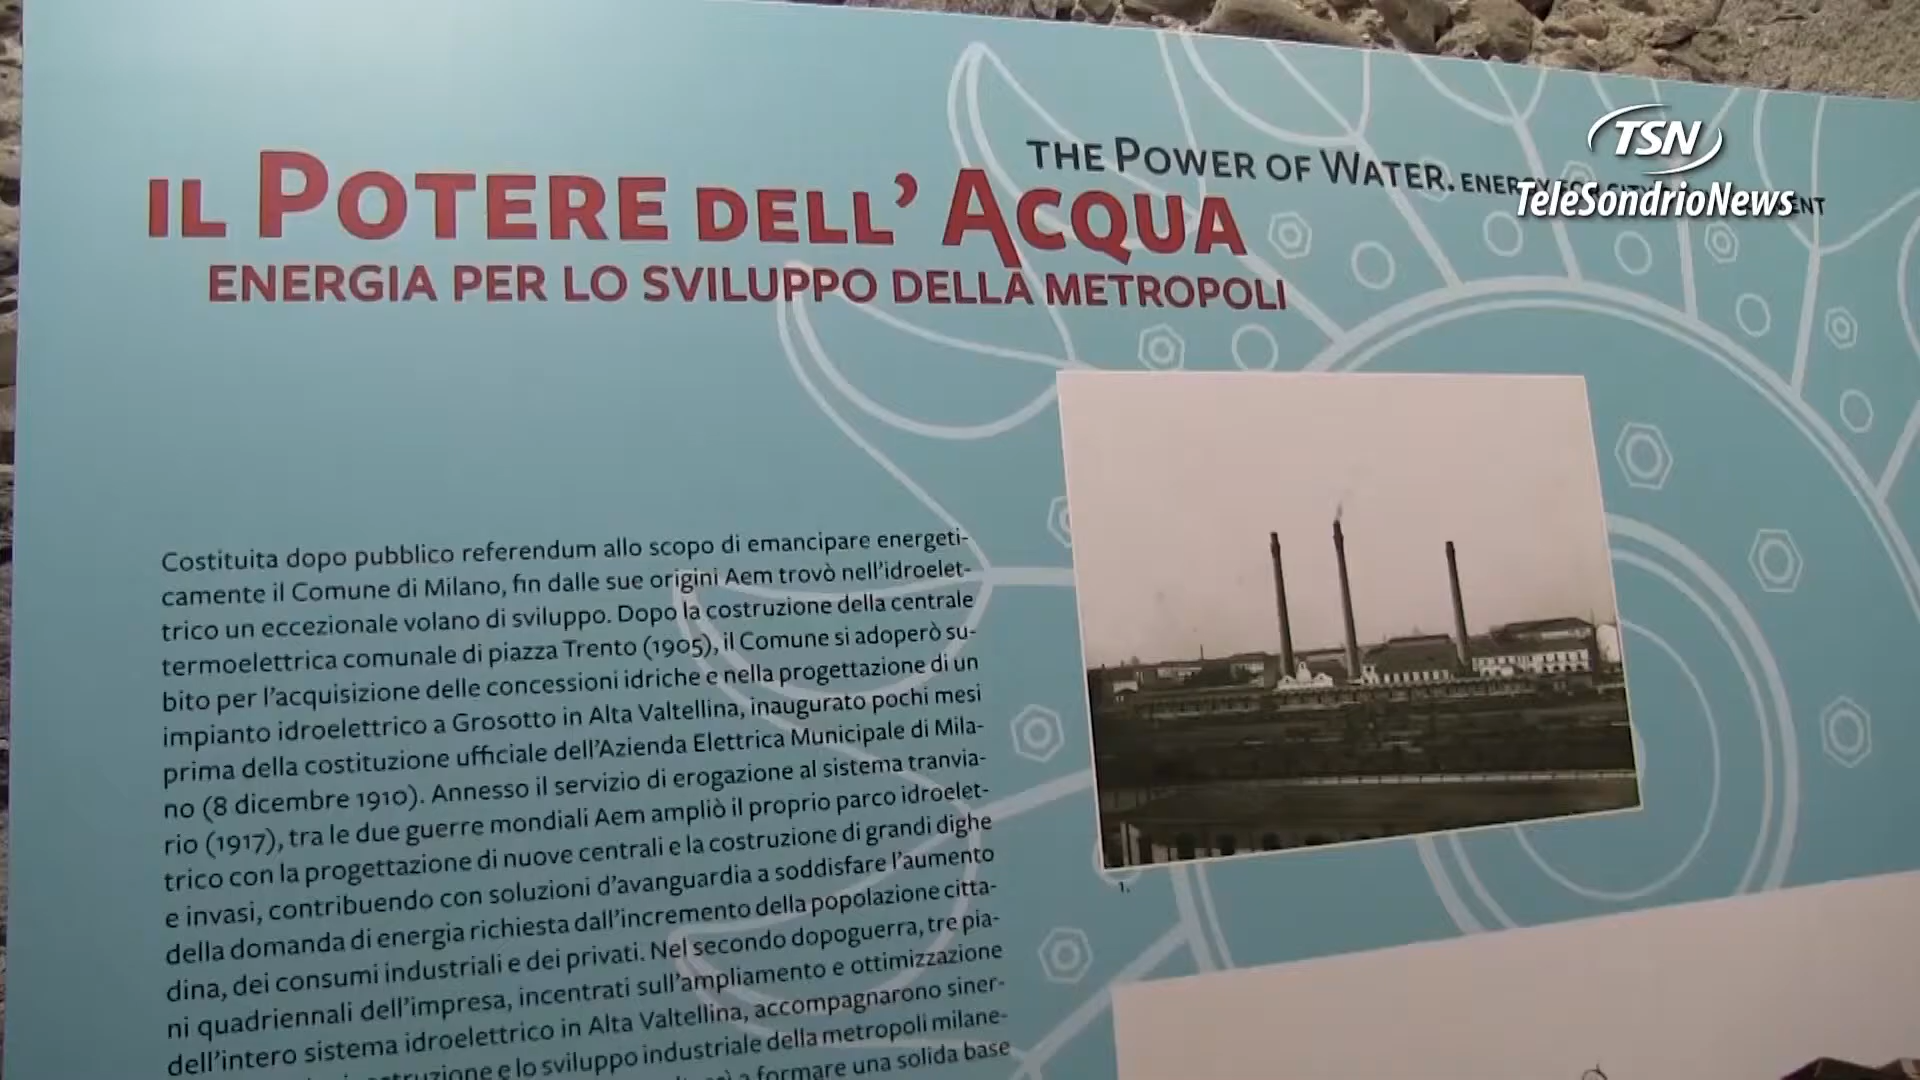 IL POTERE DELL'ACQUA
ENERGIA PER LO SVILUPPO DELLA METROPOLI
THE POWER OF WATER. ENERGY FOR CITY
TSN
TeleSondrioNews
Costituita dopo pubblico referendum allo scopo di emancipare energeti-
camente il Comune di Milano, fin dalle sue origini Aem trovò nell'idroelet-
trico un eccezionale volano di sviluppo. Dopo la costruzione della centrale
termoelettrica comunale di piazza Trento (1905), il Comune si adoperò su-
bito per l'acquisizione delle concessioni idriche e nella progettazione di un
impianto idroelettrico a Grosotto in Alta Valtellina, inaugurato pochi mesi
prima della costituzione ufficiale dell'Azienda Elettrica Municipale di Mila-
no (8 dicembre 1910). Annesso il servizio di erogazione al sistema tranvia-
rio (1917), tra le due guerre mondiali Aem ampliò il proprio parco idroelet-
trico con la progettazione di nuove centrali e la costruzione di grandi dighe
e invasi, contribuendo con soluzioni d'avanguardia a soddisfare l'aumento
della domanda di energia richiesta dall'incremento della popolazione citta-
dina, dei consumi industriali e dei privati. Nel secondo dopoguerra, tre pia-
ni quadriennali dell'impresa, incentrati sull'ampliamento e ottimizzazione
dell'intero sistema idroelettrico in Alta Valtellina, accompagnarono siner-
e lo sviluppo industriale della metropoli milane-
a formare una solida base
1.